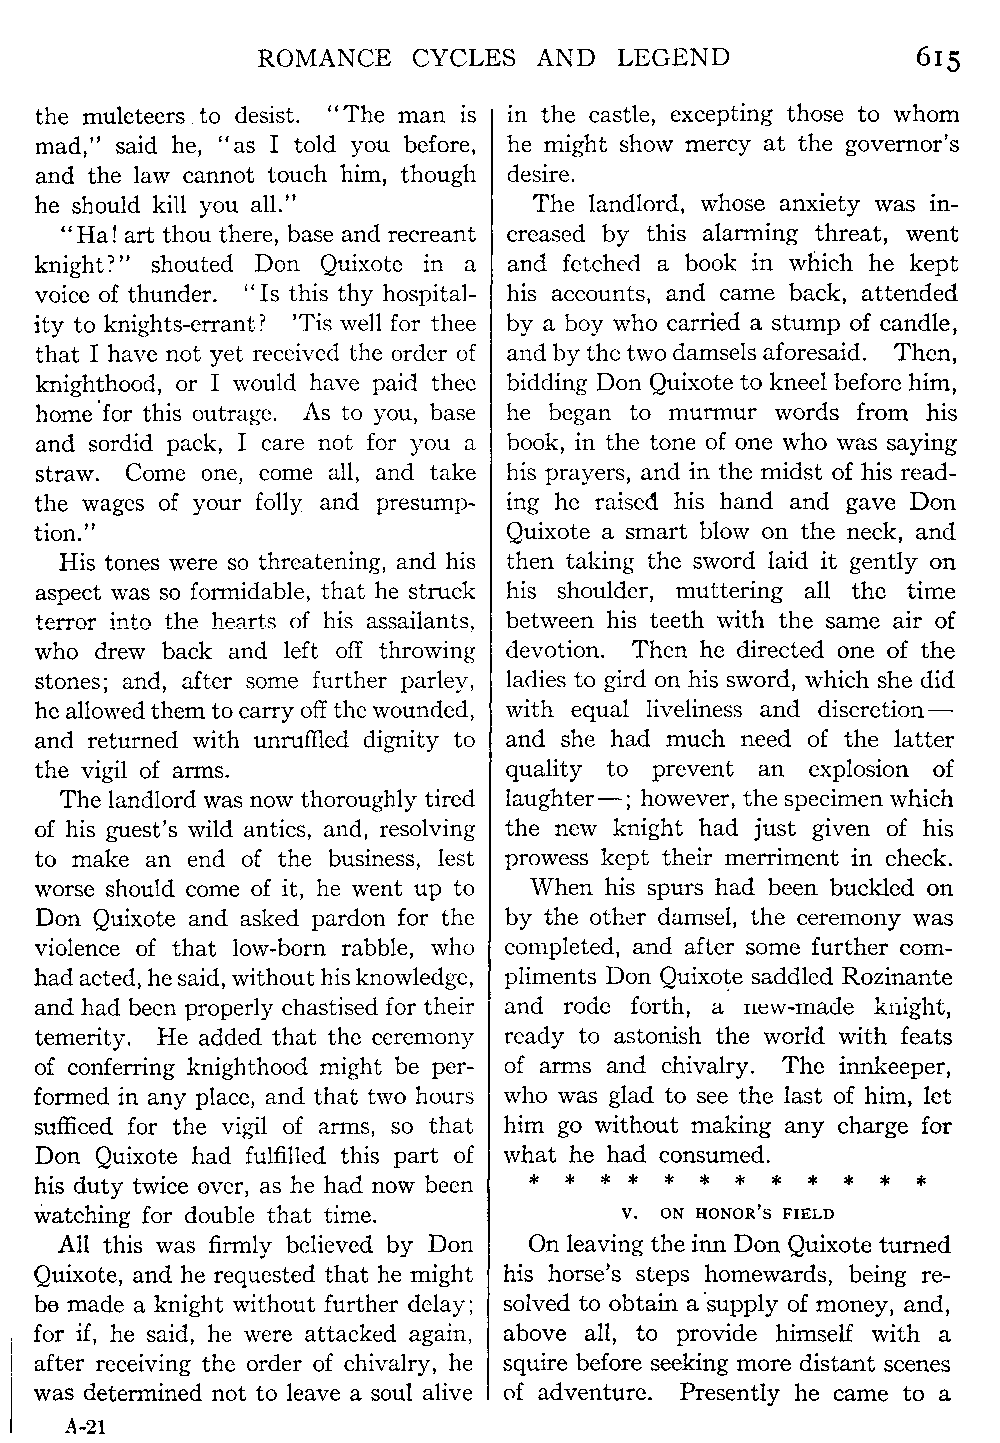 ROMANCE CYCLES AND LEGEND 615
the muleteers to desist. "The man is
mad," said he, "as I told you before,
and the law cannot touch him, though
he should kill you all."
"Ha! art thou there, base and recreant
knight?" shouted Don Quixote in a
voice of thunder. "Is this thy hospital-
ity to knights-errant? 'Tis well for thee
that I have not yet received the order of
knighthood, or I would have paid thee
home for this outrage. As to you, base
and sordid pack, I care not for you a
straw. Come one, come all, and take
the wages of your folly and presump-
tion."
His tones were so threatening, and his
aspect was so formidable, that he struck
terror into the hearts of his assailants,
who drew back and left off throwing
stones; and, after some further parley,
he allowed them to carry off the wounded,
and returned with unruffled dignity to
the vigil of arms.
The landlord was now thoroughly tired
of his guest's wild antics, and, resolving
to make an end of the business, lest
worse should come of it, he went up to
Don Quixote and asked pardon for the
violence of that low-born rabble, who
had acted, he said, without his knowledge,
and had been properly chastised for their
temerity. He added that the ceremony
of conferring knighthood might be per-
formed in any place, and that two hours
sufficed for the vigil of arms, so that
Don Quixote had fulfilled this part of
his duty twice over, as he had now been
watching for double that time.
All this was firmly believed by Don
Quixote, and he requested that he might
be made a knight without further delay;
for if, he said, he were attacked again,
after receiving the order of chivalry, he
was determined not to leave a soul alive
A-21
in the castle, excepting those to whom
he might show mercy at the governor's
desire.
The landlord, whose anxiety was in-
creased by this alarming threat, went
and fetched a book in which he kept
his accounts, and came back, attended
by a boy who carried a stump of candle,
and by the two damsels aforesaid. Then,
bidding Don Quixote to kneel before him,
he began to murmur words from his
book, in the tone of one who was saying
his prayers, and in the midst of his read-
ing he raised his hand and gave Don
Quixote a smart blow on the neck, and
then taking the sword laid it gently on
his shoulder, muttering all the time
between his teeth with the same air of
devotion. Then he directed one of the
ladies to gird on his sword, which she did
with equal liveliness and discretion—
and she had much need of the latter
quality to prevent an explosion of
laughter—; however, the specimen which
the new knight had just given of his
prowess kept their merriment in check.
When his spurs had been buckled on
by the other damsel, the ceremony was
completed, and after some further com-
pliments Don Quixote saddled Rozinante
and rode forth, a new-made knight,
ready to astonish the world with feats
of arms and chivalry. The innkeeper,
who was glad to see the last of him, let
him go without making any charge for
what he had consumed.
* * * * * * * * * * * *
V. ON HONOR'S FIELD
On leaving the inn Don Quixote turned
his horse's steps homewards, being re-
solved to obtain a supply of money, and,
above all, to provide himself with a
squire before seeking more distant scenes
of adventure. Presently he came to a